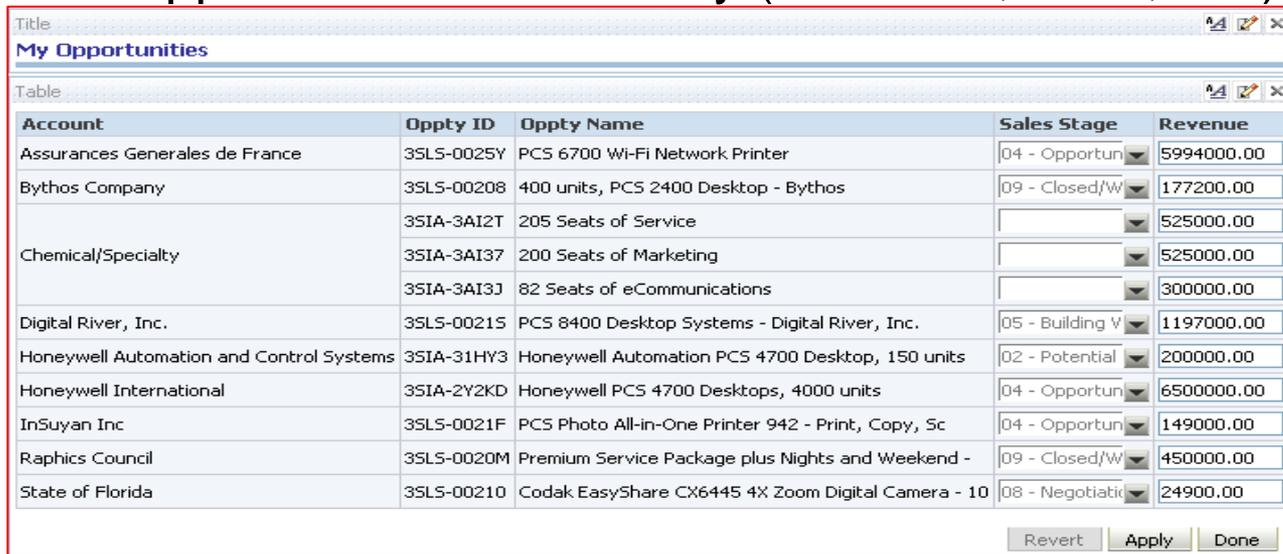 Title
My Opportunities
Table
Account Oppty ID Oppty Name Sales Stage Revenue
Assurances Generales de France 3SLS-0025Y PCS 6700 Wi-Fi Network Printer 04 - Opportun 5994000.00
Bythos Company 3SLS-00208 400 units, PCS 2400 Desktop - Bythos 09 - Closed/W 177200.00
3SIA-3AI2T 205 Seats of Service 525000.00
Chemical/Specialty 3SIA-3AI37 200 Seats of Marketing 525000.00
3SIA-3AI3J 82 Seats of eCommunications 300000.00
Digital River, Inc. 3SLS-0021S PCS 8400 Desktop Systems - Digital River, Inc. 05 - Building V 1197000.00
Honeywell Automation and Control Systems 3SIA-31HY3 Honeywell Automation PCS 4700 Desktop, 150 units 02 - Potential 200000.00
Honeywell International 3SIA-2Y2KD Honeywell PCS 4700 Desktops, 4000 units 04 - Opportun 6500000.00
InSuyan Inc 3SLS-0021F PCS Photo All-in-One Printer 942 - Print, Copy, Sc 04 - Opportun 149000.00
Raphics Council 3SLS-0020M Premium Service Package plus Nights and Weekend - 09 - Closed/W 450000.00
State of Florida 3SLS-00210 Codak EasyShare CX6445 4X Zoom Digital Camera - 10 08 - Negotiatic 24900.00
Revert Apply Done